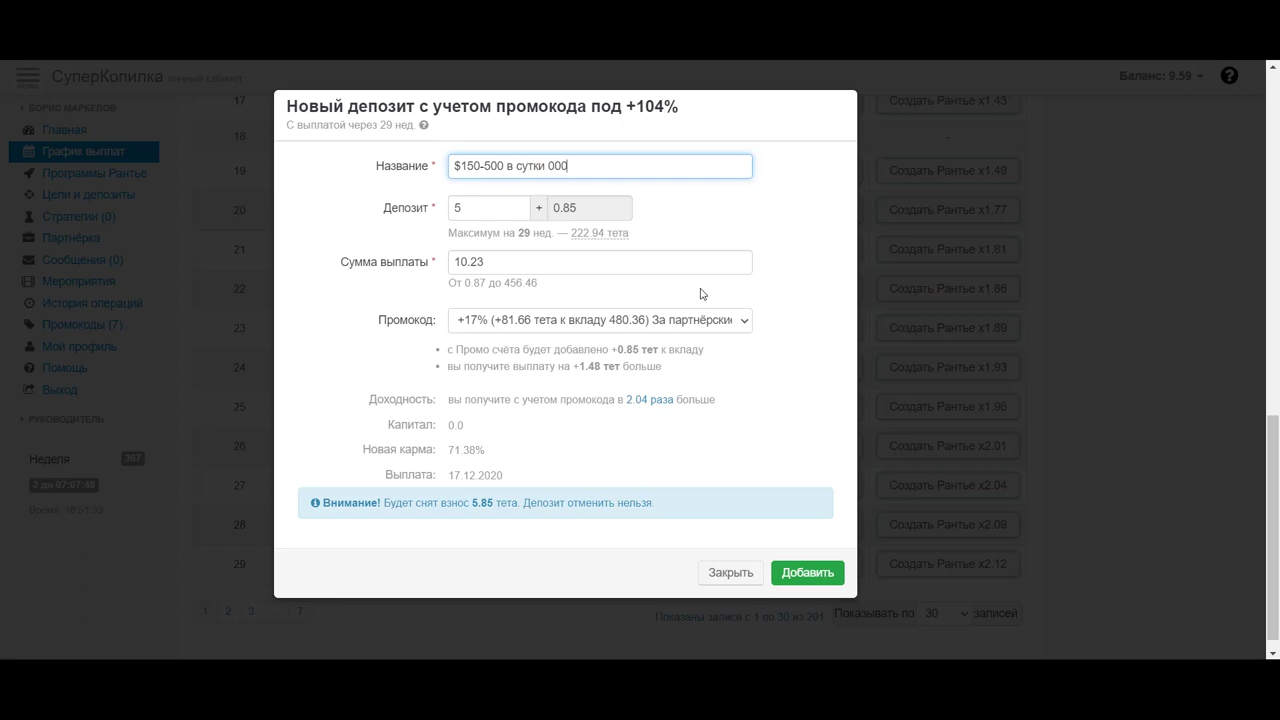 СуперКопилка личный кабинет
Баланс: 9.59
БОРИС МАРКЕЛОВ
Главная
График выплат
Программы Рантье
Цели и депозиты
Стратегии (0)
Партнёрка
Сообщения (0)
Мероприятия
История операций
Промокоды (7)
Мой профиль
Помощь
Выход
РУКОВОДИТЕЛЬ
Неделя 367
2 дн 07:07:45
Время: 16:51:33
Новый депозит с учетом промокода под +104%
С выплатой через 29 нед.
Название *
$150-500 в сутки 000
Депозит *
5 + 0.85
Максимум на 29 нед. — 222.94 тета
Сумма выплаты *
10.23
От 0.87 до 456.46
Промокод:
+17% (+81.66 тета к вкладу 480.36) За партнёрски
с Промо счёта будет добавлено +0.85 тет к вкладу
вы получите выплату на +1.48 тет больше
Доходность: вы получите с учетом промокода в 2.04 раза больше
Капитал: 0.0
Новая карма: 71.38%
Выплата: 17.12.2020
Внимание! Будет снят взнос 5.85 тета. Депозит отменить нельзя.
Закрыть
Добавить
17 Создать Рантье x1.43
18 -
19 Создать Рантье x1.49
20 Создать Рантье x1.77
21 Создать Рантье x1.81
22 Создать Рантье x1.86
23 Создать Рантье x1.89
24 Создать Рантье x1.93
25 Создать Рантье x1.96
26 Создать Рантье x2.01
27 Создать Рантье x2.04
28 Создать Рантье x2.09
29 Создать Рантье x2.12
1 2 3 ... 7
Показаны записи с 1 по 30 из 201
Показывать по 30 записей